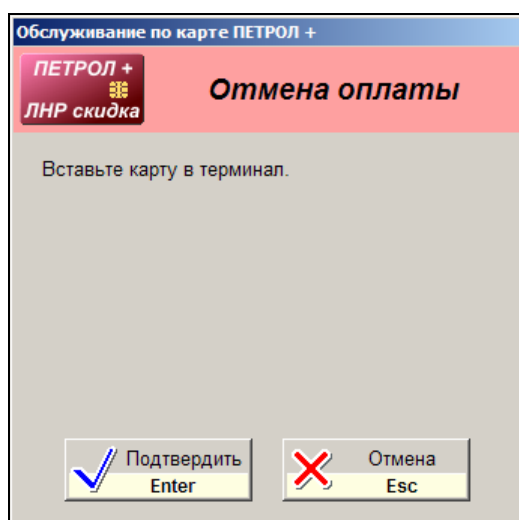 Обслуживание по карте ПЕТРОЛ +
ПЕТРОЛ +
ЛНР скидка
Отмена оплаты
Вставьте карту в терминал.
Подтвердить
Enter
Отмена
Esc